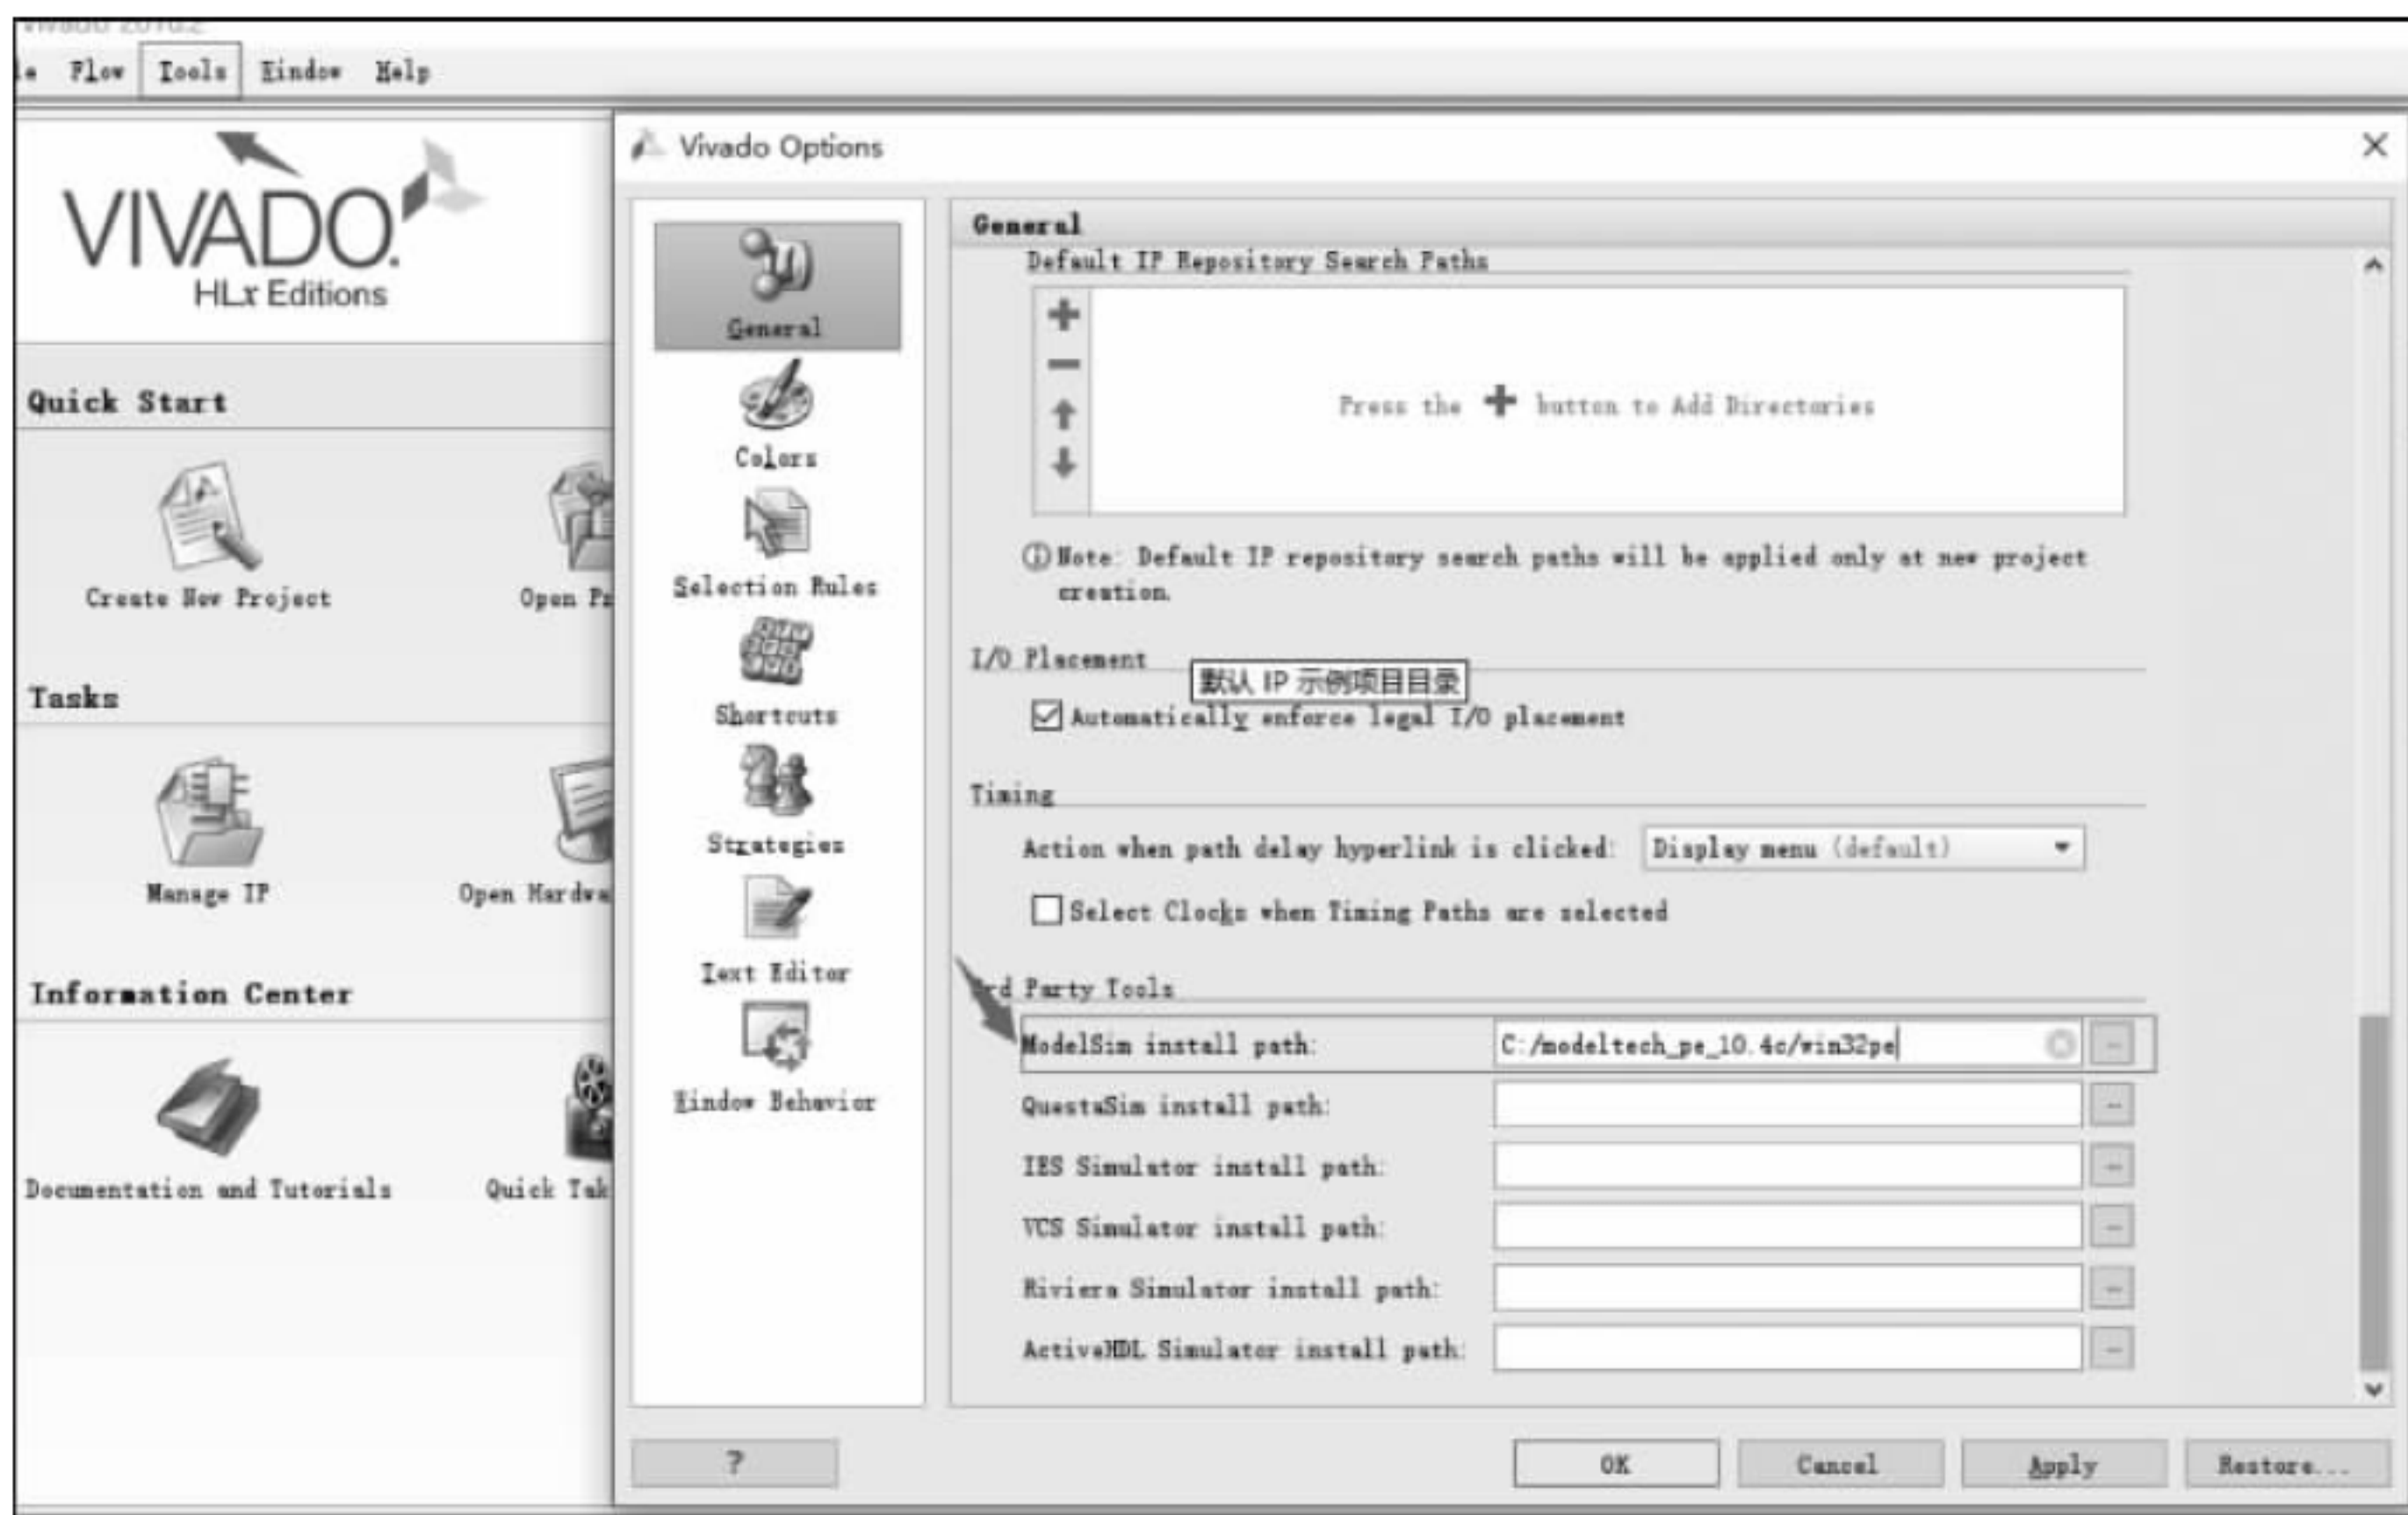 Flow Tools Window Help
VIVADO.
HLx Editions
Quick Start
Create New Project
Tasks
Manage IP
Information Center
Documentation and Tutorials
Vivado Options
General
Colors
Selection Rules
Shortcuts
Strategies
Text Editor
Window Behavior
General
Default IP Repository Search Paths
Press the + button to Add Directories
Note: Default IP repository search paths will be applied only at new project
creation.
I/O Placement
默认 IP 示例项目目录
Automatically enforce legal I/O placement
Timing
Action when path delay hyperlink is clicked: Display menu (default)
Select Clocks when Timing Paths are selected
Party Tools
ModelSim install path: C:/modeltech_pe_10.4c/win32pe
QuestaSim install path:
IES Simulator install path:
VCS Simulator install path:
Riviera Simulator install path:
ActiveHDL Simulator install path:
?
OK Cancel Apply Restore...